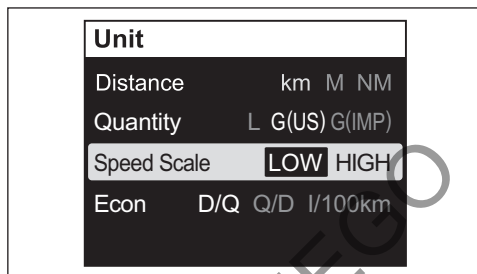 Unit
Distance km M NM
Quantity L G(US) G(IMP)
Speed Scale LOW HIGH
Econ D/Q Q/D l/100km